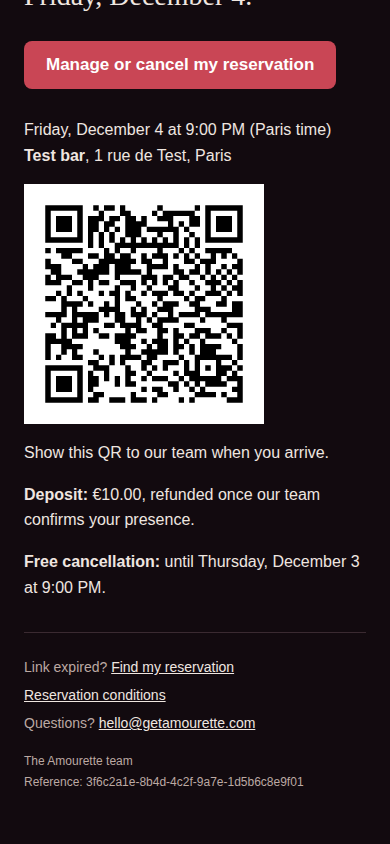 Friday, December 4.
Manage or cancel my reservation
Friday, December 4 at 9:00 PM (Paris time)
Test bar, 1 rue de Test, Paris
Show this QR to our team when you arrive.
Deposit: €10.00, refunded once our team
confirms your presence.
Free cancellation: until Thursday, December 3
at 9:00 PM.
Link expired? Find my reservation
Reservation conditions
Questions? hello@getamourette.com
The Amourette team
Reference: 3f6c2a1e-8b4d-4c2f-9a7e-1d5b6c8e9f01